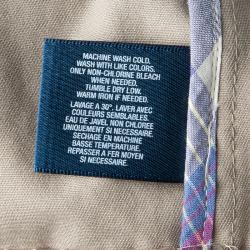 MACHINE WASH COLD.
WASH WITH LIKE COLORS.
ONLY NON-CHLORINE BLEACH
WHEN NEEDED.
TUMBLE DRY LOW.
WARM IRON IF NEEDED.
LAVAGE A 30°. LAVER AVEC
COULEURS SEMBLABLES.
EAU DE JAVEL NON CHLOREE
UNIQUEMENT SI NECESSAIRE.
SECHAGE EN MACHINE
BASSE TEMPERATURE.
REPASSER A FER MOYEN
SI NECESSAIRE.